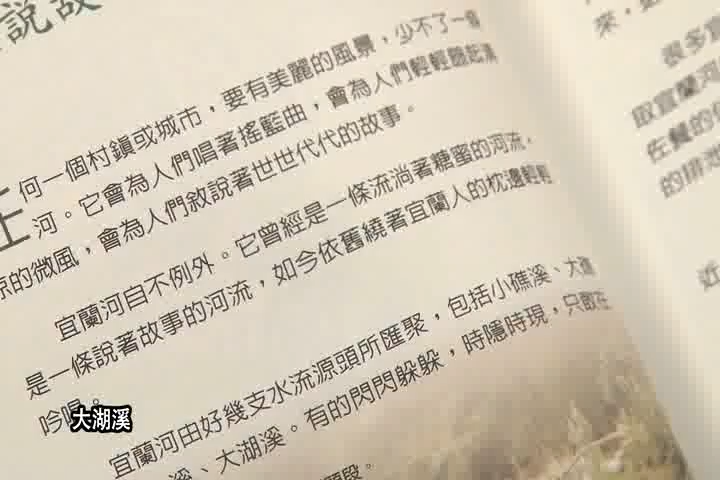 說故
何一個村鎮或城市，要有美麗的風景，少不了一個
河。它會為人們唱著搖籃曲，會為人們輕輕
涼的微風，會為人們敘說著世世代代的故事。
宜蘭河自不例外。它曾經是一條流淌著糖蜜的河流，
是一條說著故事的河流，如今依舊繞著宜蘭人的枕邊輕輕
吟唱。
宜蘭河由好幾支水流源頭所匯聚，包括小礁溪、大礁
溪、大湖溪。有的閃閃躲躲，時隱時現，只敢在
大湖溪
來，
很多
取宜蘭河
佐餐的
的排
近